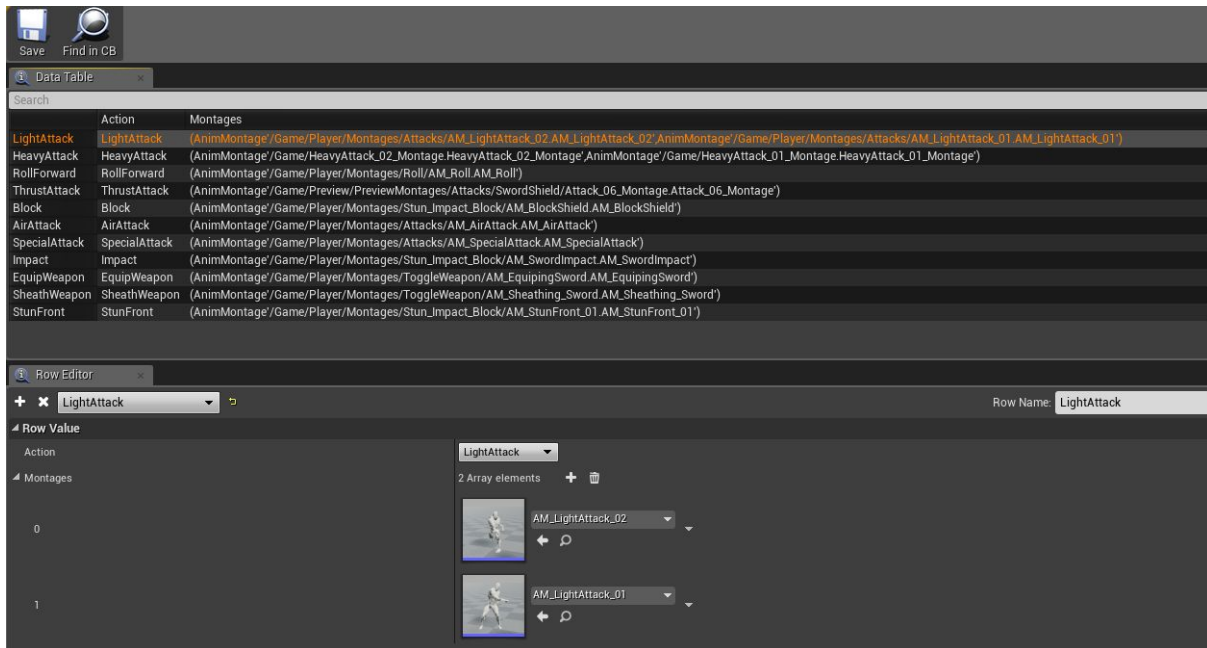 Save Find in CB
Data Table
Search
Action Montages
LightAttack LightAttack (AnimMontage'/Game/Player/Montages/Attacks/AM_LightAttack_02.AM_LightAttack_02',AnimMontage'/Game/Player/Montages/Attacks/AM_LightAttack_01.AM_LightAttack_01')
HeavyAttack HeavyAttack (AnimMontage'/Game/HeavyAttack_02_Montage.HeavyAttack_02_Montage',AnimMontage'/Game/HeavyAttack_01_Montage.HeavyAttack_01_Montage')
RollForward RollForward (AnimMontage'/Game/Player/Montages/Roll/AM_Roll.AM_Roll')
ThrustAttack ThrustAttack (AnimMontage'/Game/Preview/PreviewMontages/Attacks/SwordShield/Attack_06_Montage.Attack_06_Montage')
Block Block (AnimMontage'/Game/Player/Montages/Stun_Impact_Block/AM_BlockShield.AM_BlockShield')
AirAttack AirAttack (AnimMontage'/Game/Player/Montages/Attacks/AM_AirAttack.AM_AirAttack')
SpecialAttack SpecialAttack (AnimMontage'/Game/Player/Montages/Attacks/AM_SpecialAttack.AM_SpecialAttack')
Impact Impact (AnimMontage'/Game/Player/Montages/Stun_Impact_Block/AM_SwordImpact.AM_SwordImpact')
EquipWeapon EquipWeapon (AnimMontage'/Game/Player/Montages/ToggleWeapon/AM_EquipingSword.AM_EquipingSword')
SheathWeapon SheathWeapon (AnimMontage'/Game/Player/Montages/ToggleWeapon/AM_Sheathing_Sword.AM_Sheathing_Sword')
StunFront StunFront (AnimMontage'/Game/Player/Montages/Stun_Impact_Block/AM_StunFront_01.AM_StunFront_01')
Row Editor
LightAttack Row Name: LightAttack
Row Value
Action LightAttack
Montages 2 Array elements
0 AM_LightAttack_02
1 AM_LightAttack_01